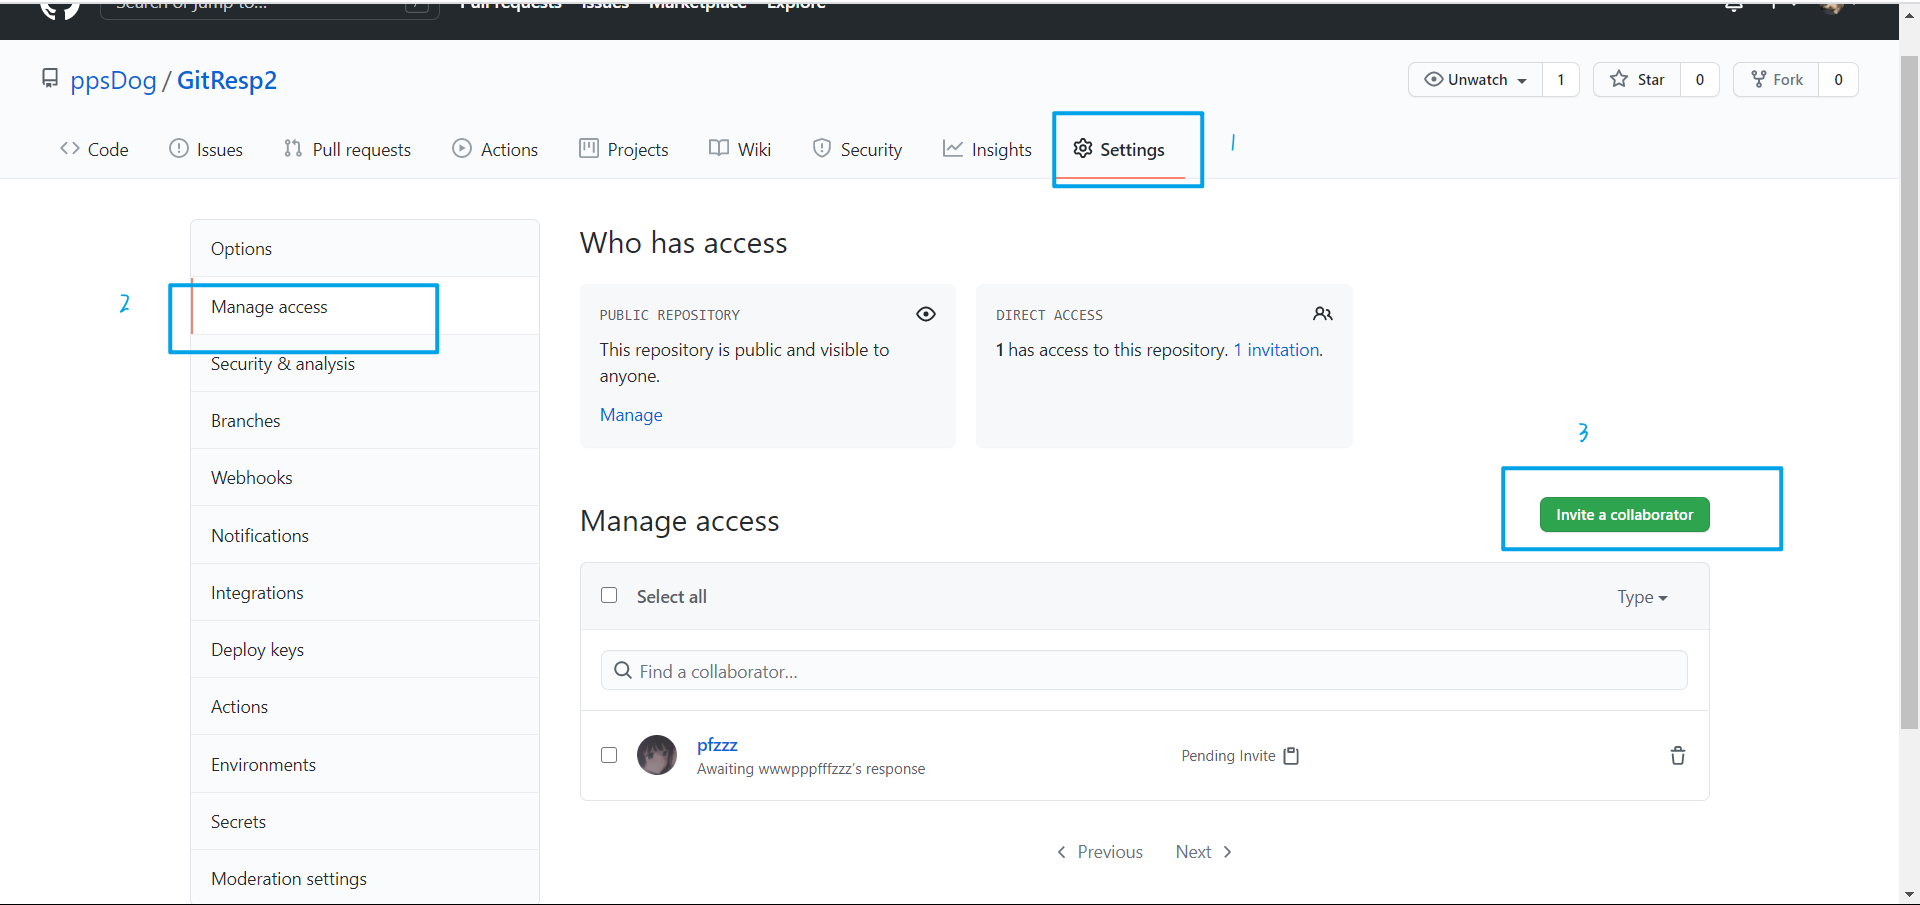 Search or jump to... /
Pull requests Issues Marketplace Explore
ppsDog / GitResp2
Unwatch 1 Star 0 Fork 0
Code Issues Pull requests Actions Projects Wiki Security Insights Settings 1
Options
2
Manage access
Security & analysis
Branches
Webhooks
Notifications
Integrations
Deploy keys
Actions
Environments
Secrets
Moderation settings
Who has access
PUBLIC REPOSITORY
This repository is public and visible to
anyone.
Manage
DIRECT ACCESS
1 has access to this repository. 1 invitation.
3
Manage access
Invite a collaborator
Select all
Type
Find a collaborator...
pfzzz
Awaiting wwwpppfffzzz's response
Pending Invite
Previous Next